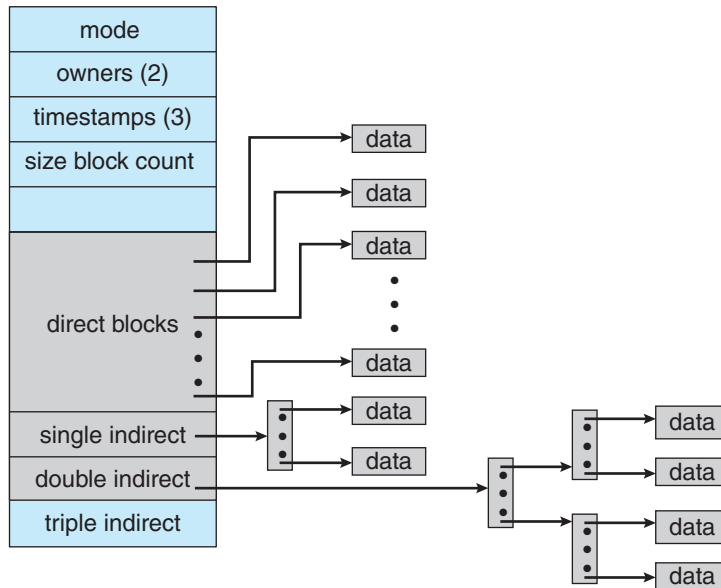 mode
owners (2)
timestamps (3)
size block count
direct blocks
single indirect
double indirect
triple indirect
data
data
data
data
data
data
data
data
data
data